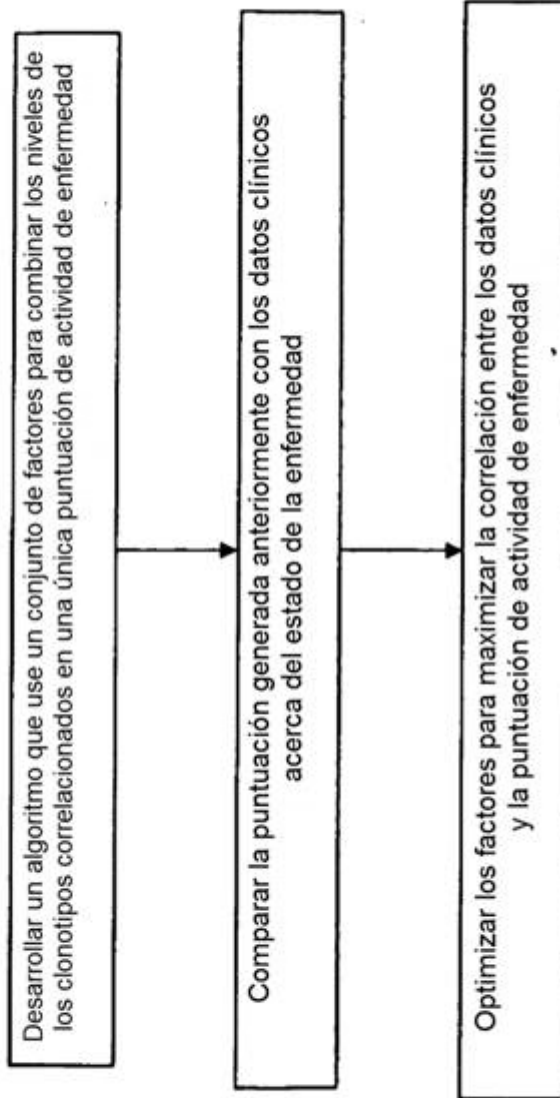 Desarrollar un algoritmo que use un conjunto de factores para combinar los niveles de
los clonotipos correlacionados en una única puntuación de actividad de enfermedad
Comparar la puntuación generada anteriormente con los datos clínicos
acerca del estado de la enfermedad
Optimizar los factores para maximizar la correlación entre los datos clínicos
y la puntuación de actividad de enfermedad